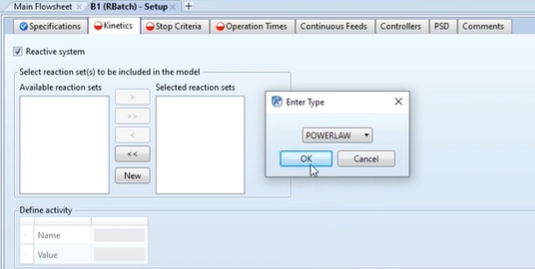 Main Flowsheet × B1 (RBatch) - Setup × +
Specifications Kinetics Stop Criteria Operation Times Continuous Feeds Controllers PSD Comments
Reactive system
Select reaction set(s) to be included in the model
Available reaction sets Selected reaction sets
>
>>
<
<<
New
Enter Type
POWERLAW
OK Cancel
Define activity
Name
Value